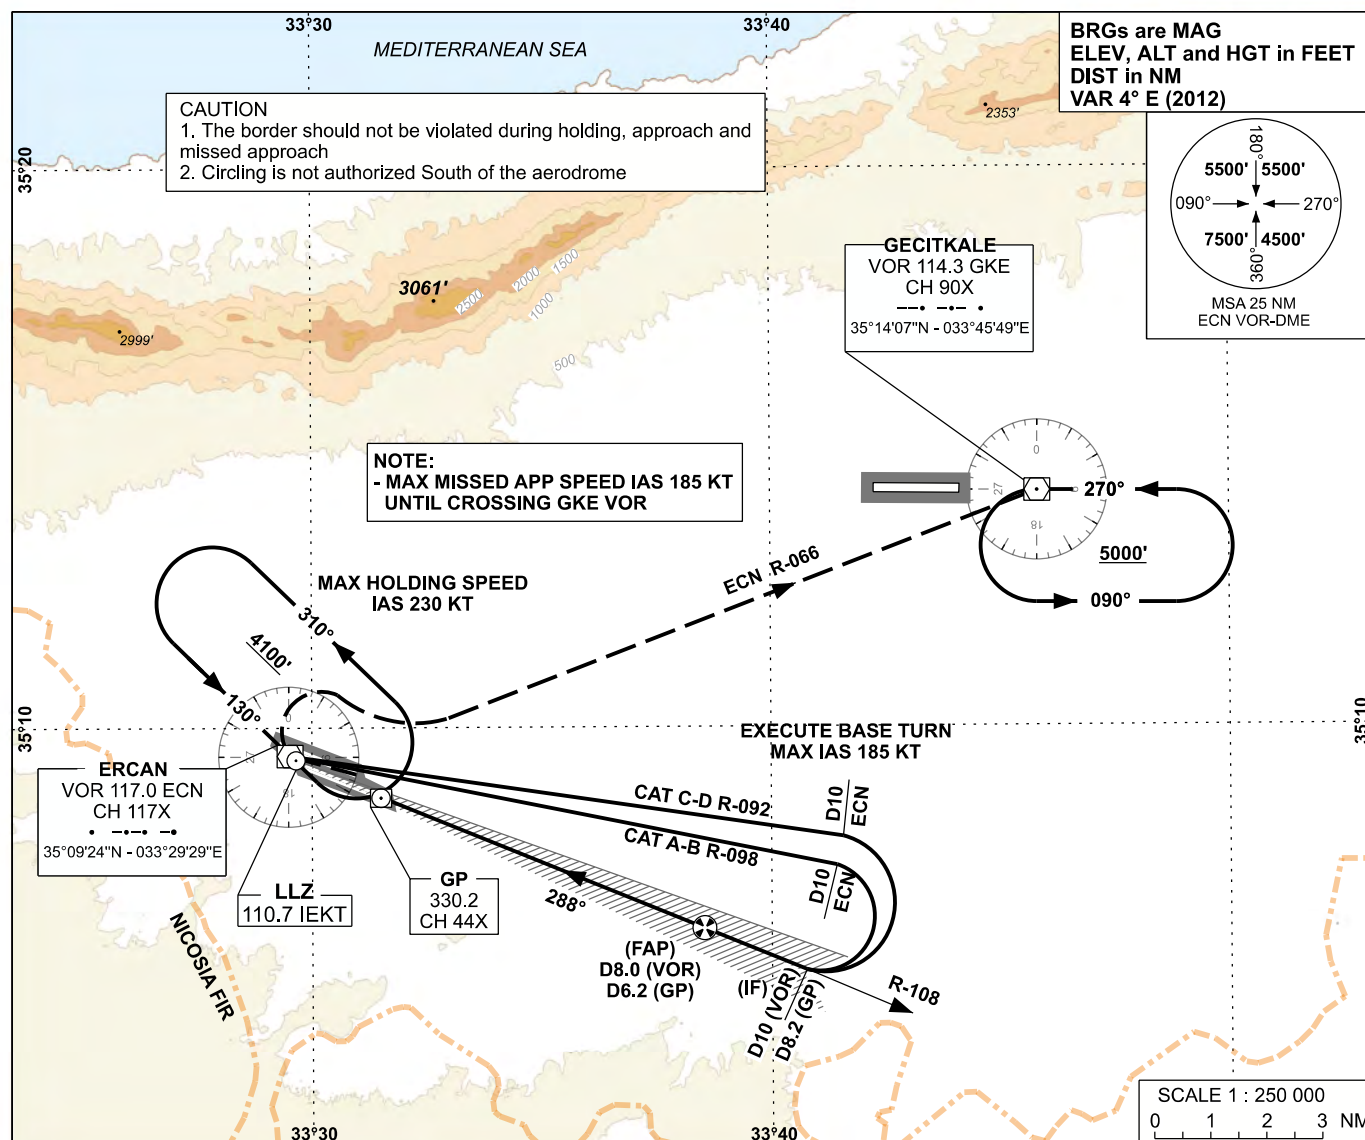 33°30
33°40
MEDITERRANEAN SEA
BRGs are MAG
ELEV, ALT and HGT in FEET
DIST in NM
VAR 4° E (2012)
CAUTION
1. The border should not be violated during holding, approach and
missed approach
2. Circling is not authorized South of the aerodrome
2353'
35°20
180°
5500' 5500'
090° 270°
7500' 4500'
360°
MSA 25 NM
ECN VOR-DME
GECITKALE
VOR 114.3 GKE
CH 90X
35°14'07"N - 033°45'49"E
3061'
2999'
2500
2000
1500
1000
500
NOTE:
- MAX MISSED APP SPEED IAS 185 KT
UNTIL CROSSING GKE VOR
0
27
18
270°
5000'
090°
ECN R-066
MAX HOLDING SPEED
IAS 230 KT
310°
4100'
130°
35°10
35°10
EXECUTE BASE TURN
MAX IAS 185 KT
0
27
18
ERCAN
VOR 117.0 ECN
CH 117X
35°09'24"N - 033°29'29"E
CAT C-D R-092
D10
ECN
CAT A-B R-098
D10
ECN
LLZ
110.7 IEKT
GP
330.2
CH 44X
288°
(FAP)
D8.0 (VOR)
D6.2 (GP)
(IF)
D10 (VOR)
D8.2 (GP)
R-108
NICOSIA FIR
SCALE 1 : 250 000
0 1 2 3 NM
33°30
33°40